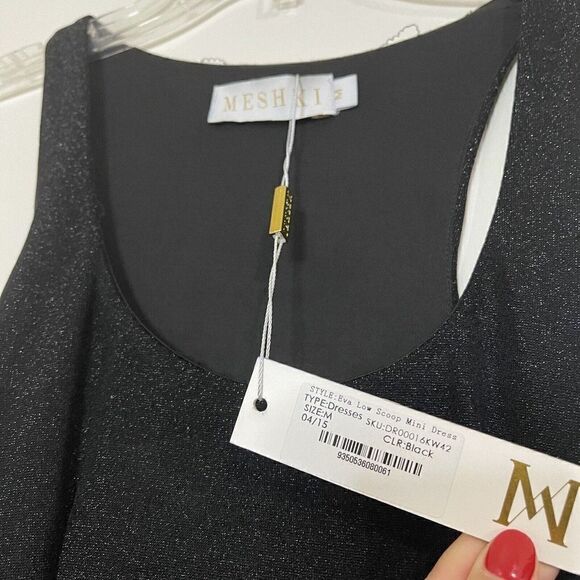 MESHKI
M
STYLE:Eva Low Scoop Mini Dress
TYPE:Dresses SKU:DR00016KW42
SIZE:M
04/15 CLR:Black
9350536080061
M